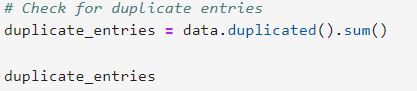 # Check for duplicate entries
duplicate_entries = data.duplicated().sum()
duplicate_entries